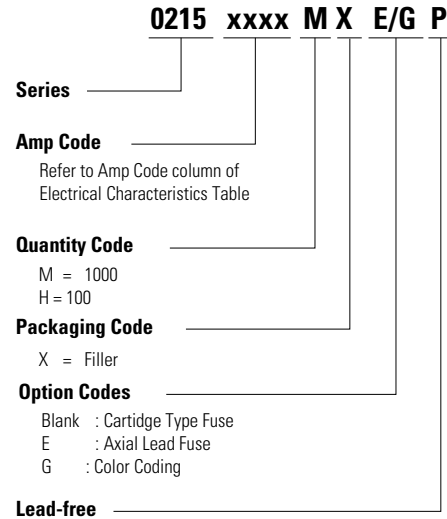 0215 xxxx M X E/G P
Series
Amp Code
Refer to Amp Code column of
Electrical Characteristics Table
Quantity Code
M = 1000
H = 100
Packaging Code
X = Filler
Option Codes
Blank : Cartidge Type Fuse
E : Axial Lead Fuse
G : Color Coding
Lead-free